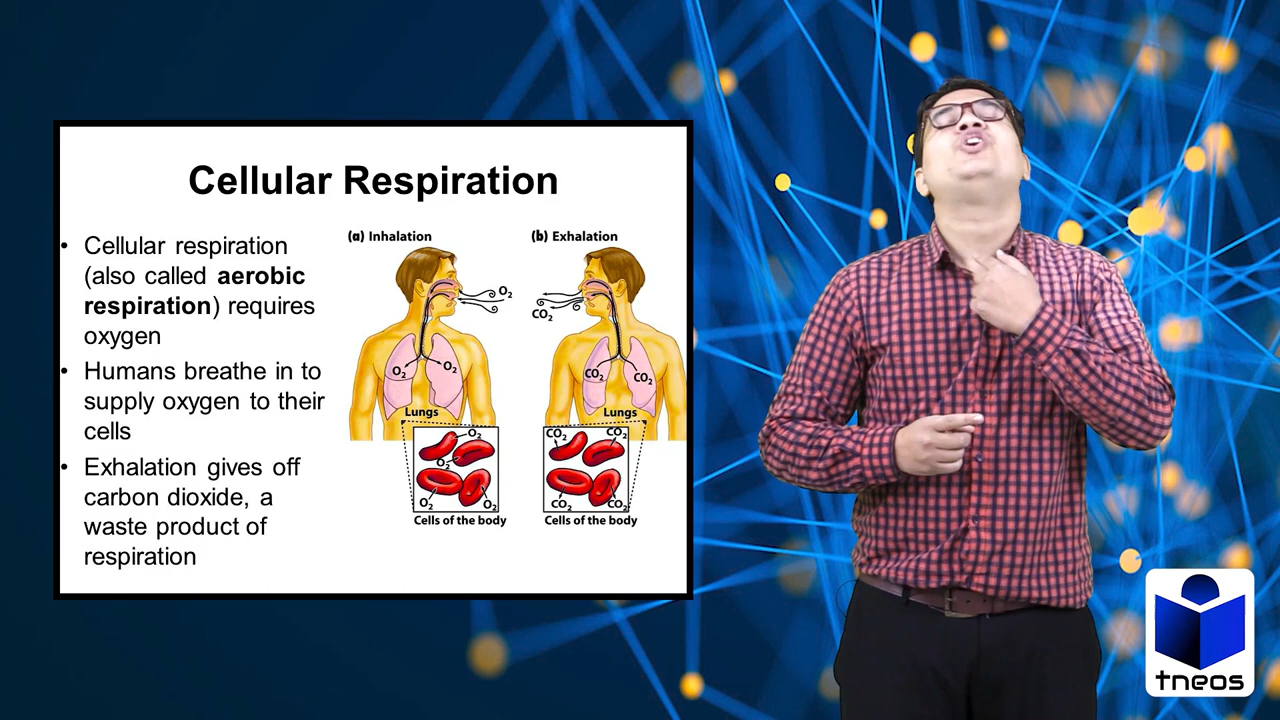 Cellular Respiration
• Cellular respiration
(also called aerobic
respiration) requires
oxygen
• Humans breathe in to
supply oxygen to their
cells
• Exhalation gives off
carbon dioxide, a
waste product of
respiration
(a) Inhalation
O2
O2
O2
Lungs
O2
O2
O2
O2
Cells of the body
(b) Exhalation
CO2
CO2
CO2
Lungs
CO2
CO2
CO2
CO2
Cells of the body
tneos